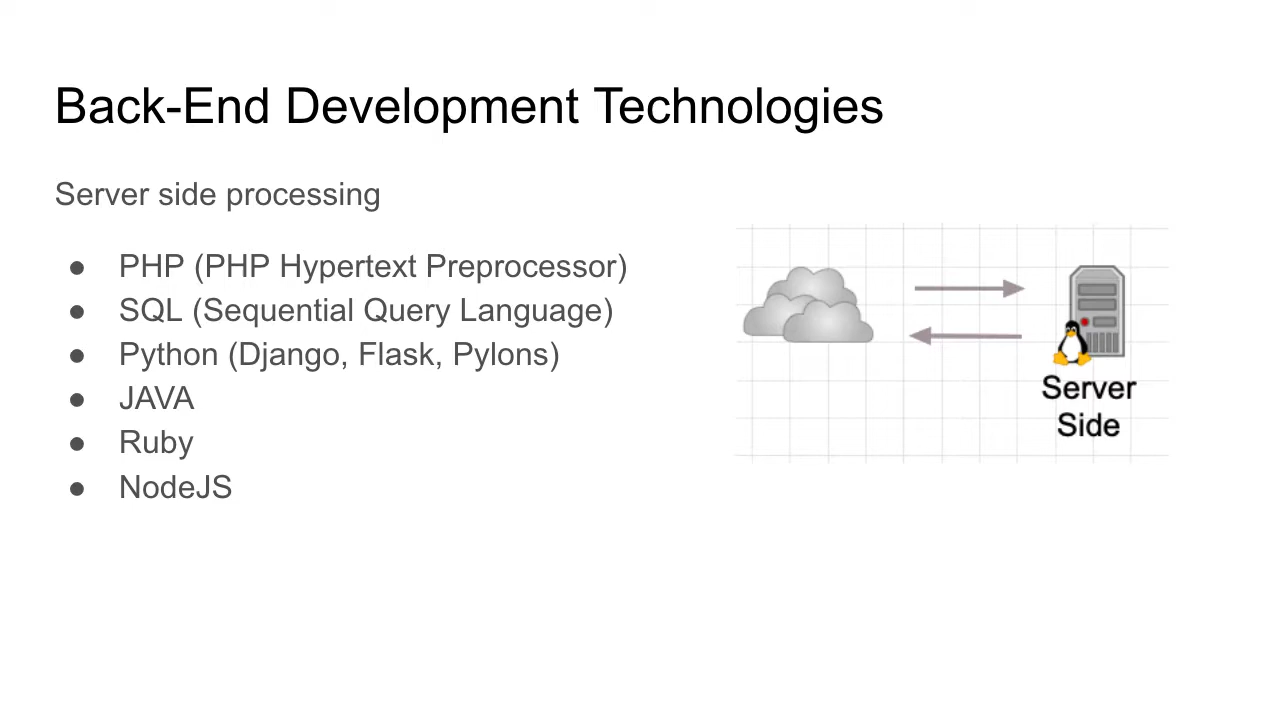 Back-End Development Technologies
Server side processing
● PHP (PHP Hypertext Preprocessor)
● SQL (Sequential Query Language)
● Python (Django, Flask, Pylons)
● JAVA
● Ruby
● NodeJS
Server
Side